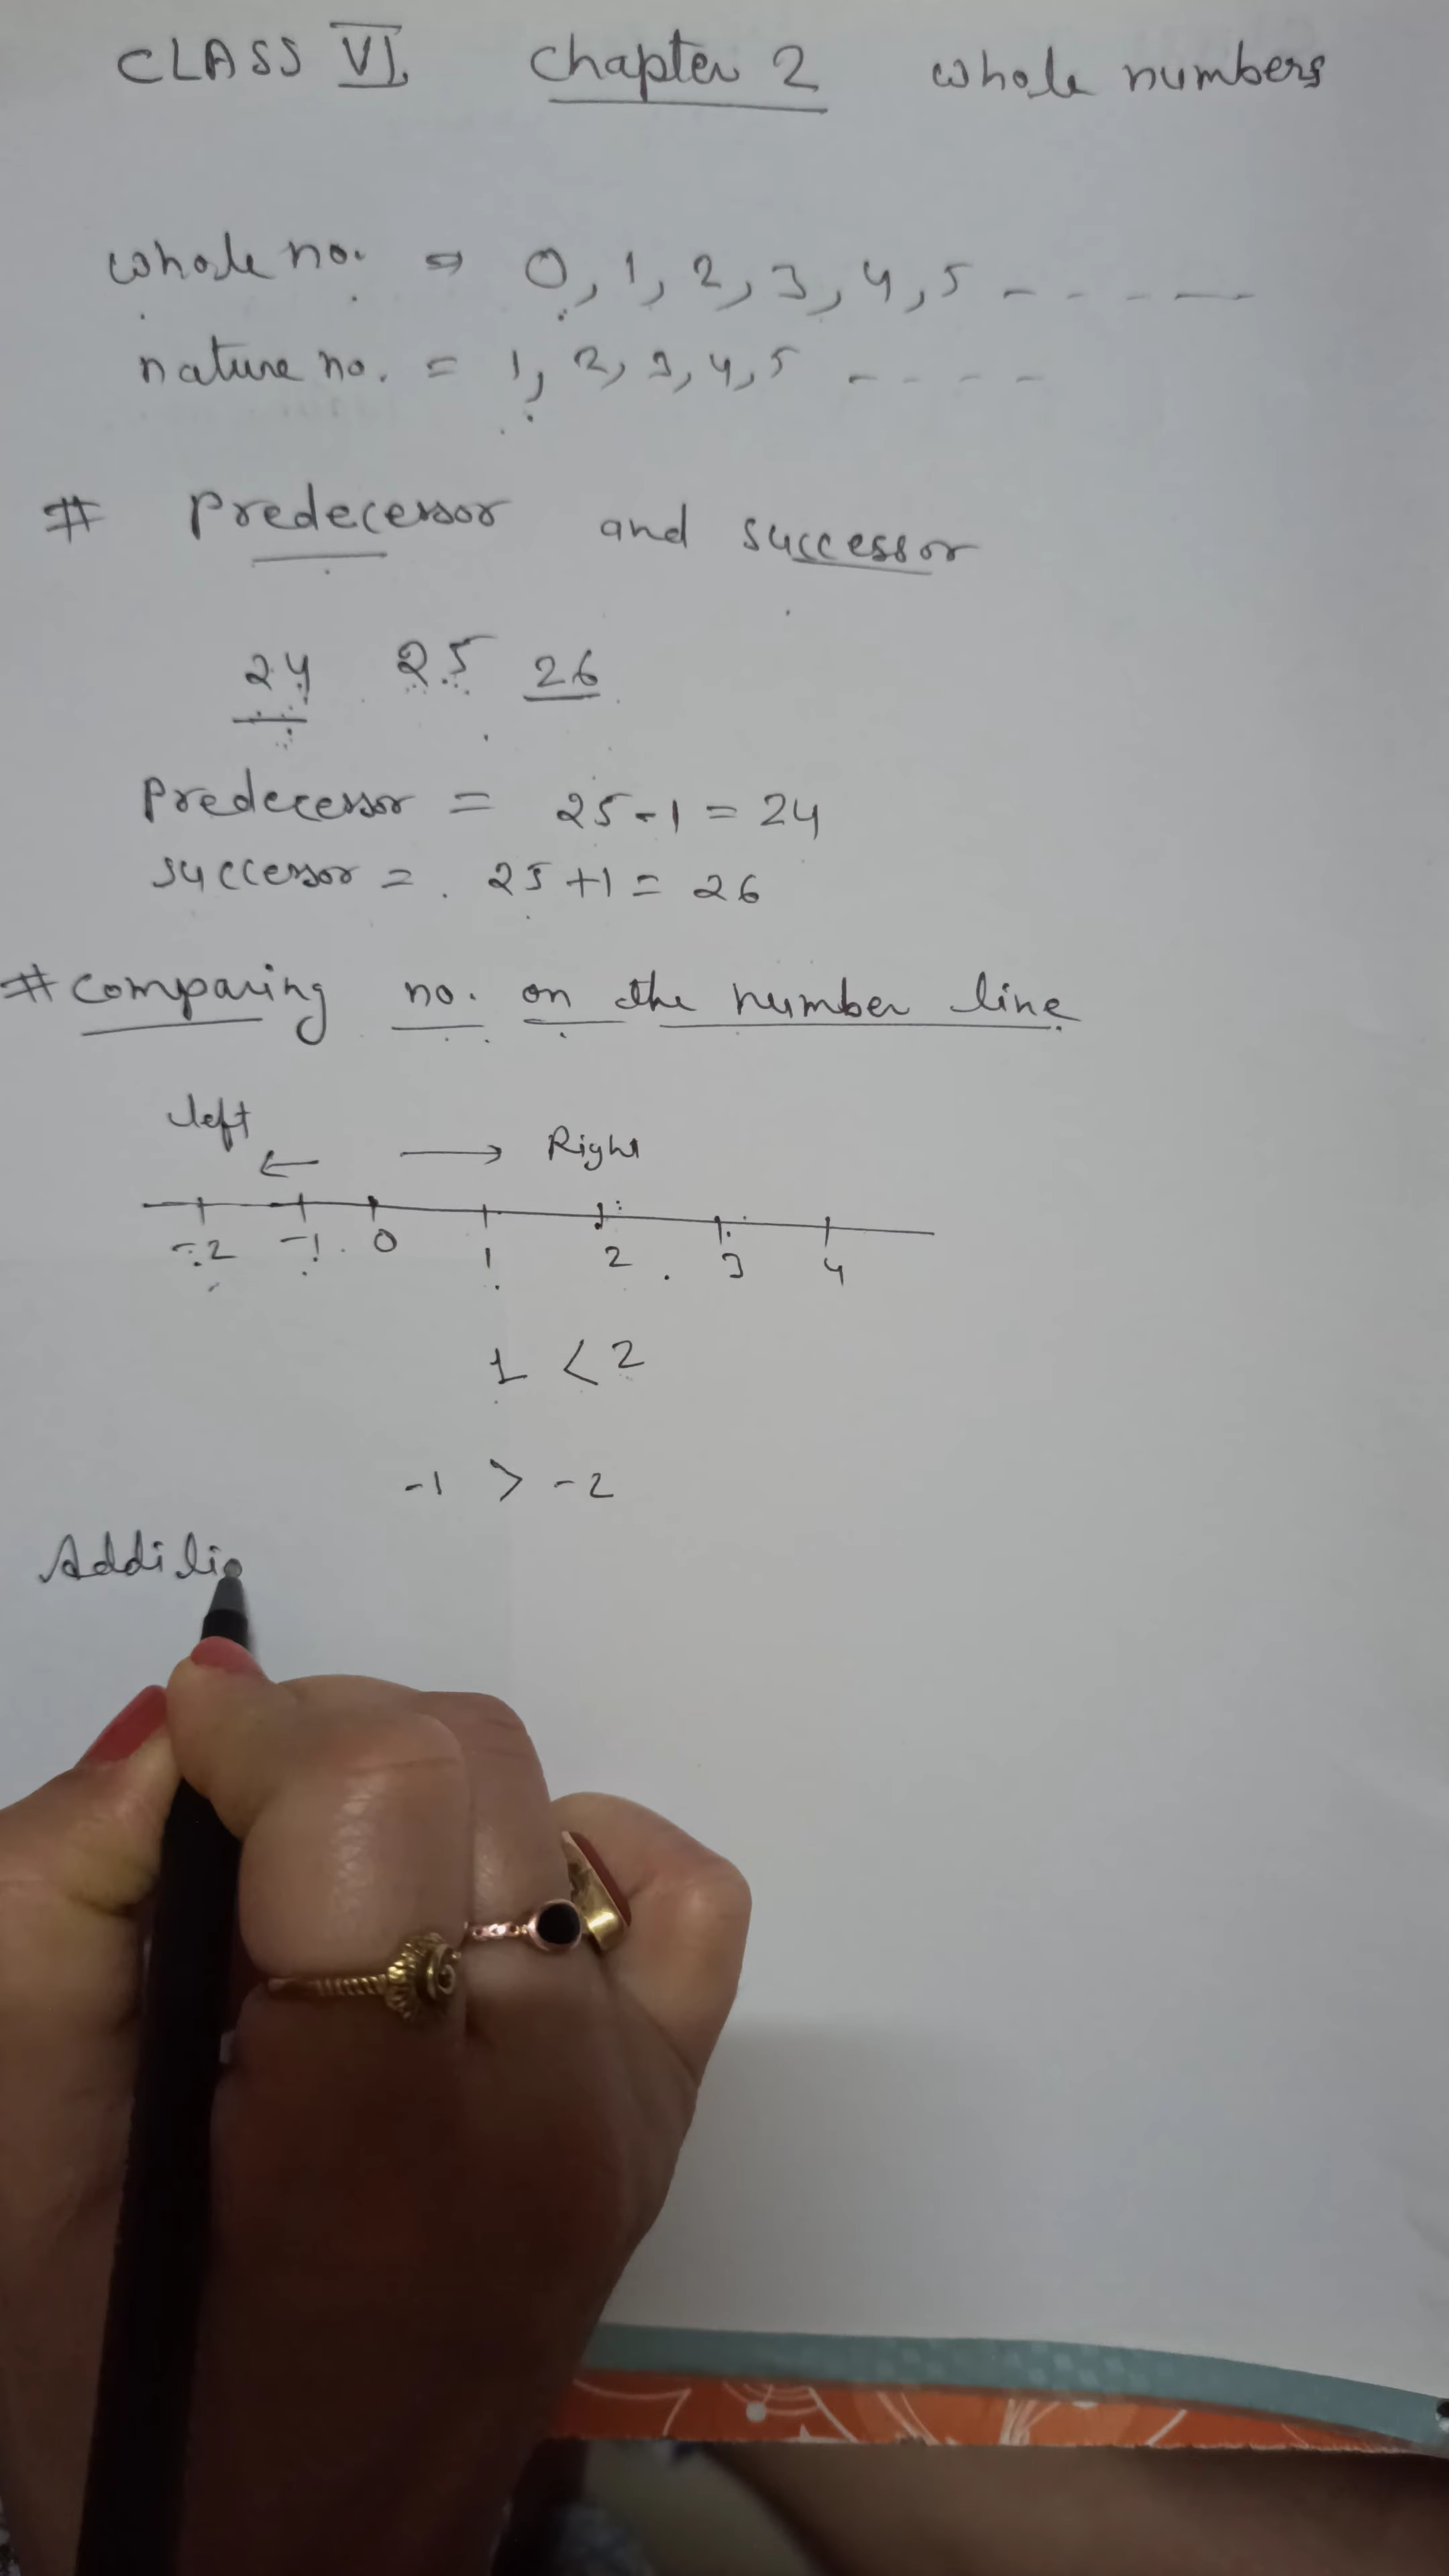 CLASS VI Chapter 2 whole numbers
whole no. ⇒ 0, 1, 2, 3, 4, 5 - - - - -
nature no. = 1, 2, 3, 4, 5 - - - -
# Predecessor and successor
24 25 26
Predecessor = 25 - 1 = 24
successor = 25 + 1 = 26
# Comparing no. on the number line
left
← → Right
-2 -1 0 1 2 3 4
1 < 2
-1 > -2
Additio